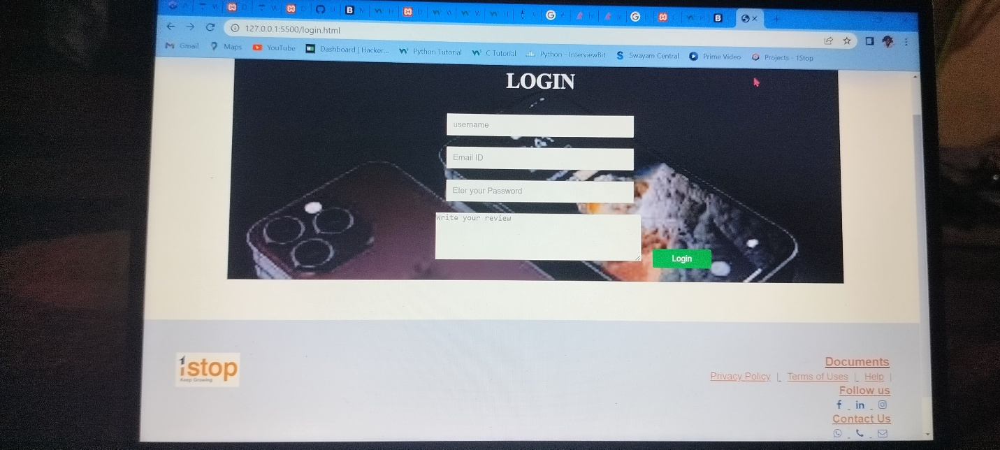 127.0.0.1:5500/login.html
Gmail Maps YouTube Dashboard | Hacker... Python Tutorial C Tutorial Python - InterviewBit Swayam Central Prime Video Projects - 1Stop
LOGIN
username
Email ID
Eter your Password
Write your review
Login
1stop
Keep Growing
Documents
Privacy Policy | Terms of Uses | Help |
Follow us
Contact Us